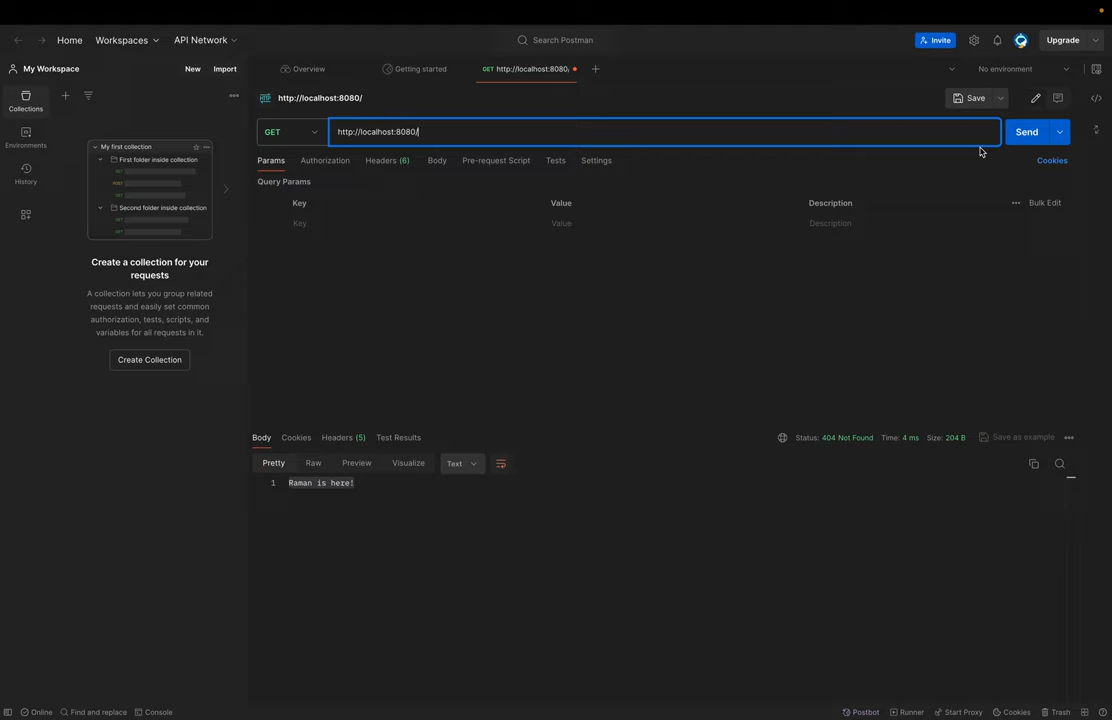 Home Workspaces API Network Search Postman Invite Upgrade
My Workspace New Import Overview Getting started GET http://localhost:8080/ No environment
Collections
Environments
History
My first collection
First folder inside collection
GET
POST
GET
Second folder inside collection
GET
GET
Create a collection for your
requests
A collection lets you group related
requests and easily set common
authorization, tests, scripts, and
variables for all requests in it.
Create Collection
HTTP http://localhost:8080/ Save
GET http://localhost:8080/ Send
Params Authorization Headers (6) Body Pre-request Script Tests Settings Cookies
Query Params
Key Value Description Bulk Edit
Key Value Description
Body Cookies Headers (5) Test Results Status: 404 Not Found Time: 4 ms Size: 204 B Save as example
Pretty Raw Preview Visualize Text
1 Raman is here!
Online Find and replace Console Postbot Runner Start Proxy Cookies Trash